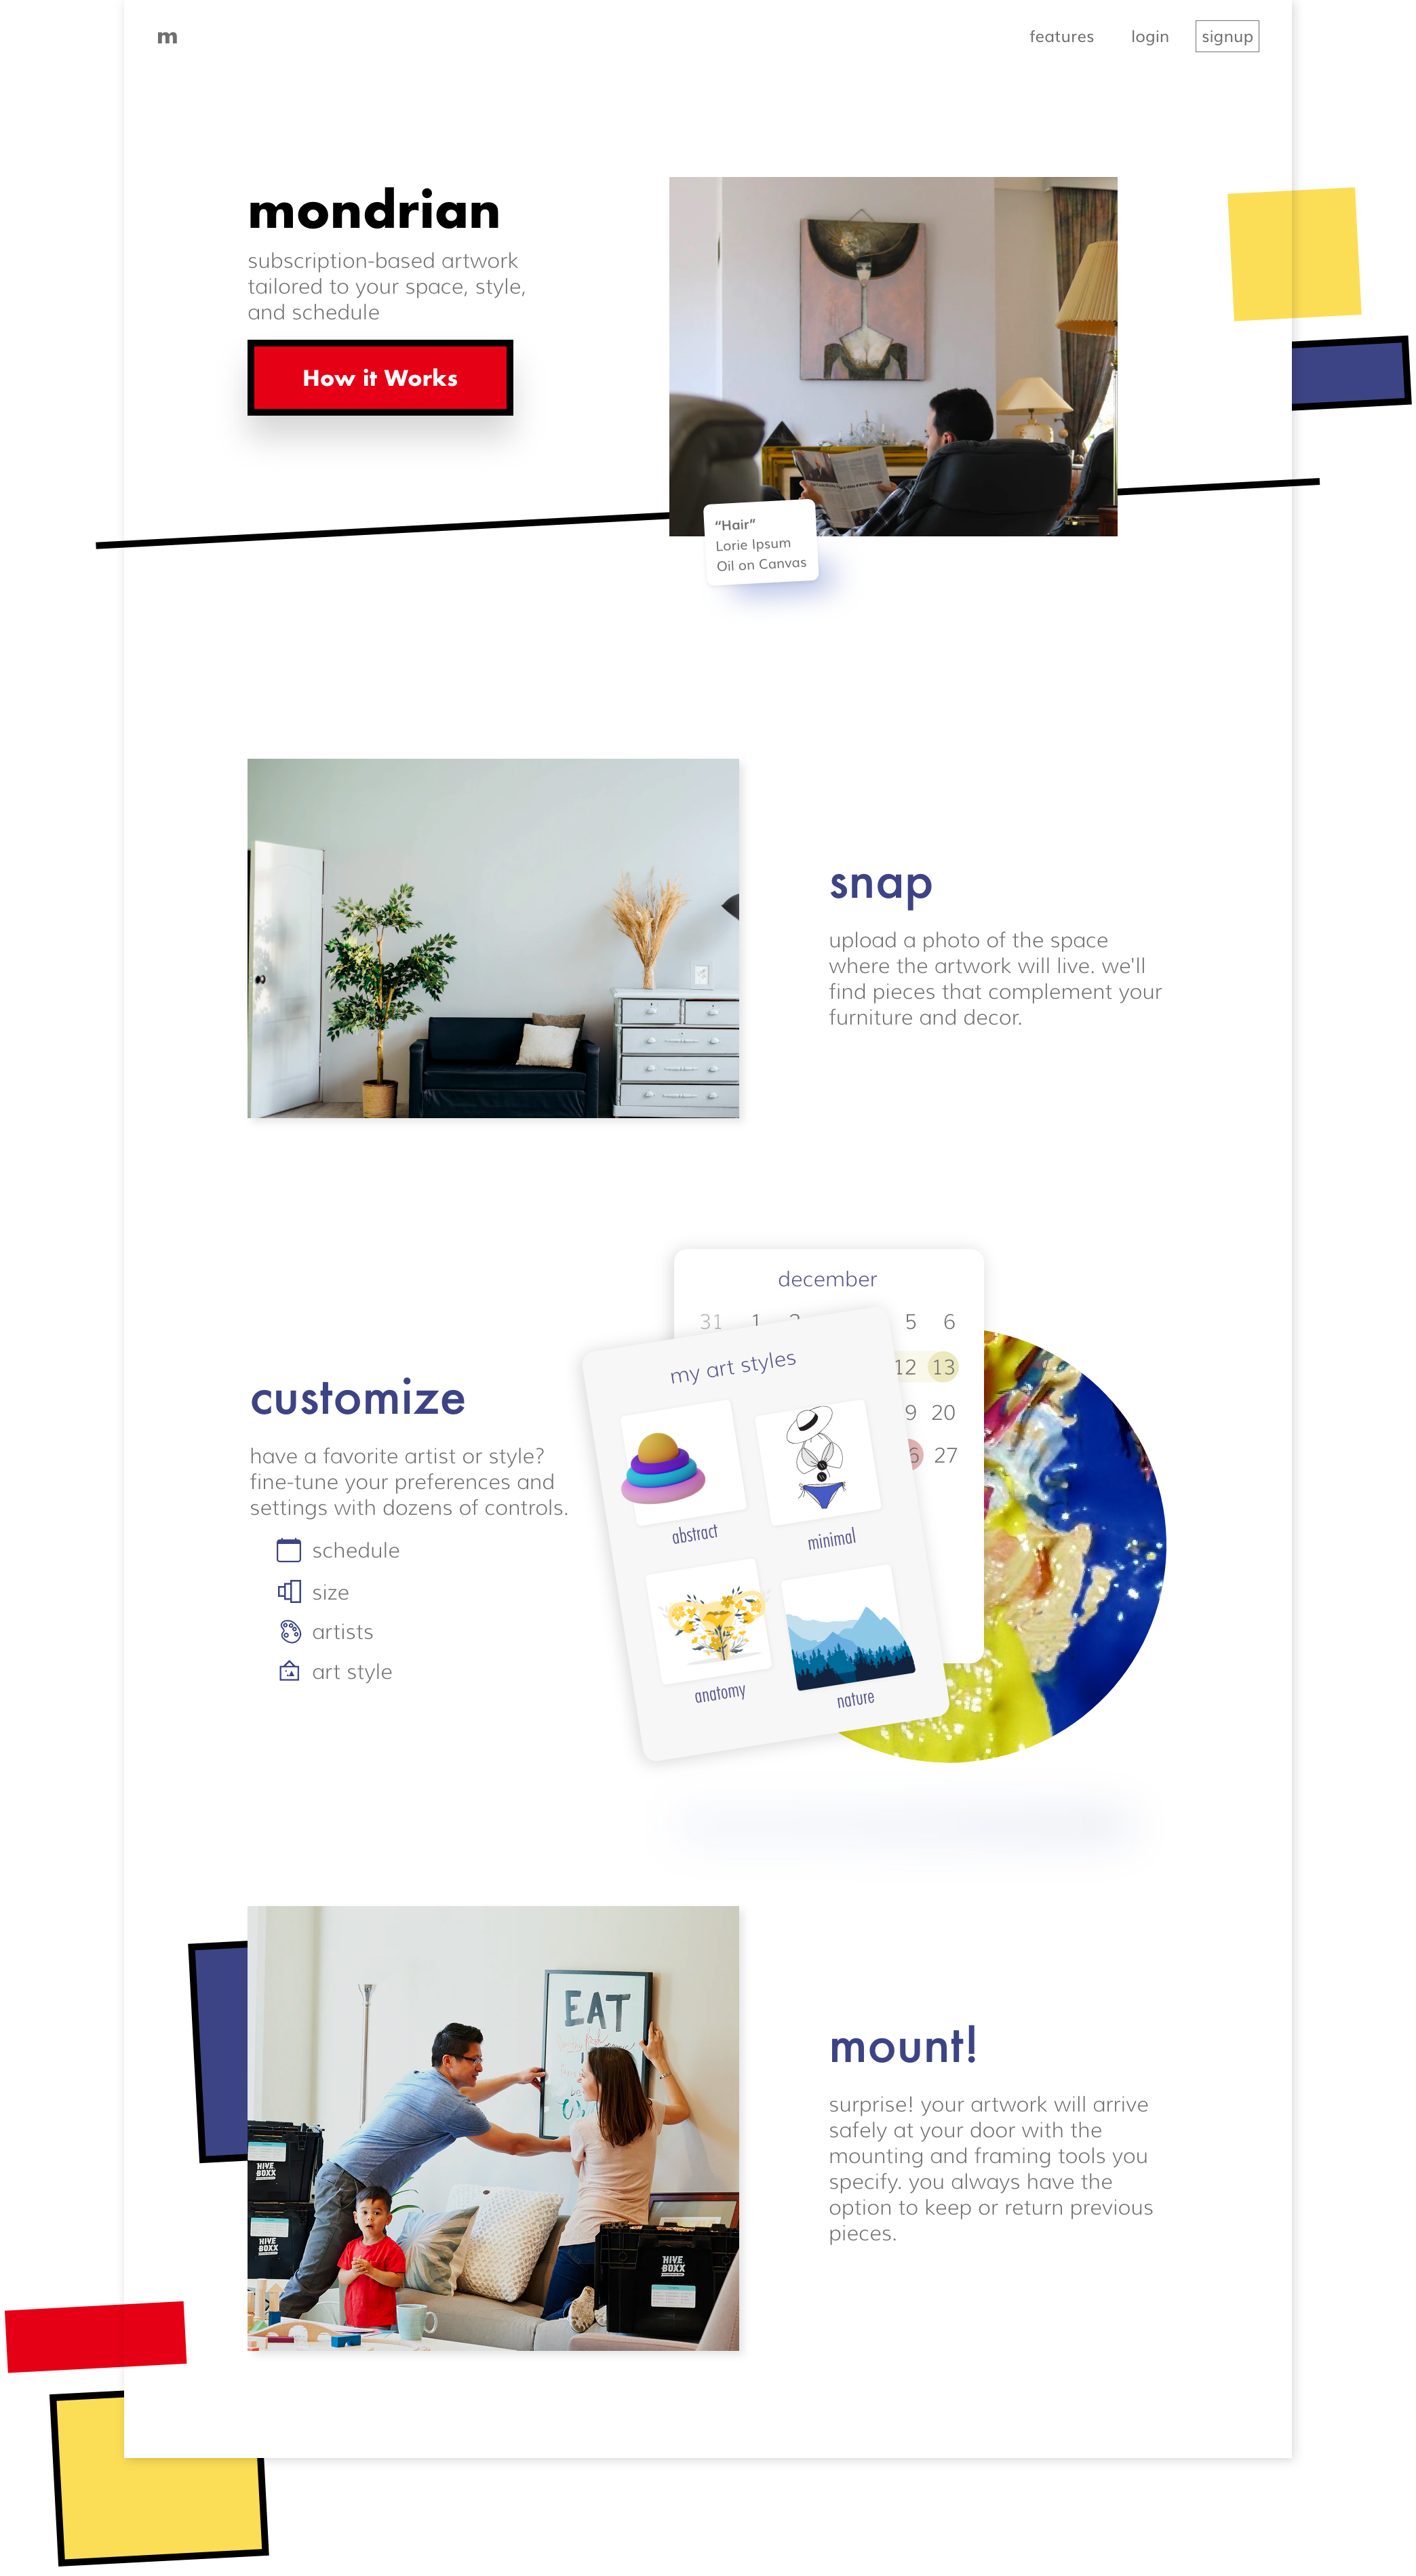 m
features
login
signup
mondrian
subscription-based artwork
tailored to your space, style,
and schedule
How it Works
“Hair”
Lorie Ipsum
Oil on Canvas
snap
upload a photo of the space
where the artwork will live. we'll
find pieces that complement your
furniture and decor.
december
31 1 5 6
12 13
9 20
6 27
my art styles
abstract
minimal
anatomy
nature
customize
have a favorite artist or style?
fine-tune your preferences and
settings with dozens of controls.
schedule
size
artists
art style
EAT
HIVE BOXX
HIVE BOXX
HIVE BOXX
mount!
surprise! your artwork will arrive
safely at your door with the
mounting and framing tools you
specify. you always have the
option to keep or return previous
pieces.